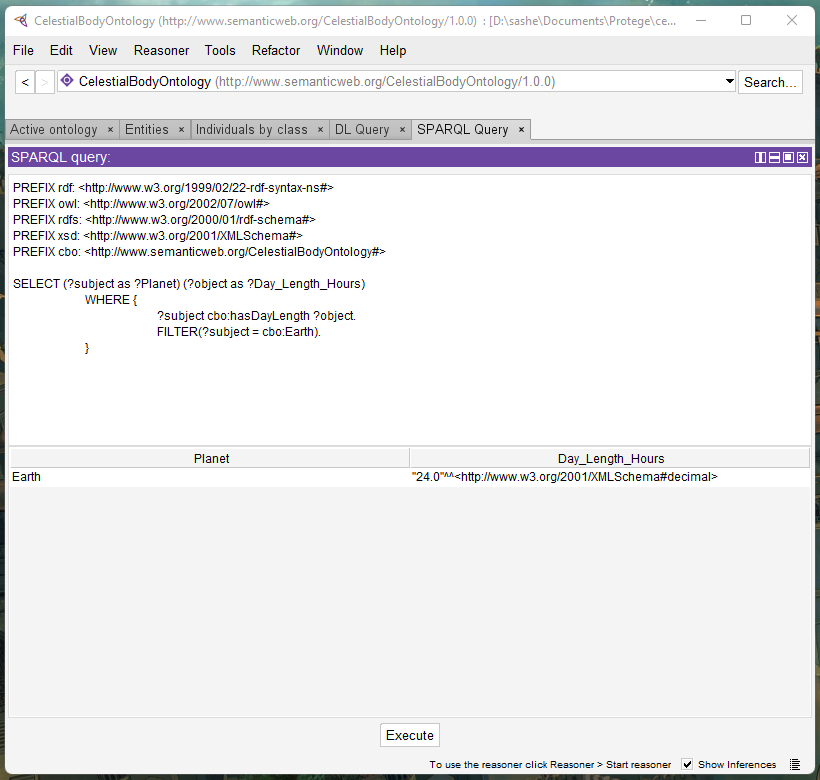 CelestialBodyOntology (http://www.semanticweb.org/CelestialBodyOntology/1.0.0) : [D:\sashe\Documents\Protege\ce...
File Edit View Reasoner Tools Refactor Window Help
< > CelestialBodyOntology (http://www.semanticweb.org/CelestialBodyOntology/1.0.0) Search...
Active ontology × Entities × Individuals by class × DL Query × SPARQL Query ×
SPARQL query:
PREFIX rdf: <http://www.w3.org/1999/02/22-rdf-syntax-ns#>
PREFIX owl: <http://www.w3.org/2002/07/owl#>
PREFIX rdfs: <http://www.w3.org/2000/01/rdf-schema#>
PREFIX xsd: <http://www.w3.org/2001/XMLSchema#>
PREFIX cbo: <http://www.semanticweb.org/CelestialBodyOntology#>
SELECT (?subject as ?Planet) (?object as ?Day_Length_Hours)
WHERE {
?subject cbo:hasDayLength ?object.
FILTER(?subject = cbo:Earth).
}
Planet Day_Length_Hours
Earth "24.0"^^<http://www.w3.org/2001/XMLSchema#decimal>
Execute
To use the reasoner click Reasoner > Start reasoner Show Inferences